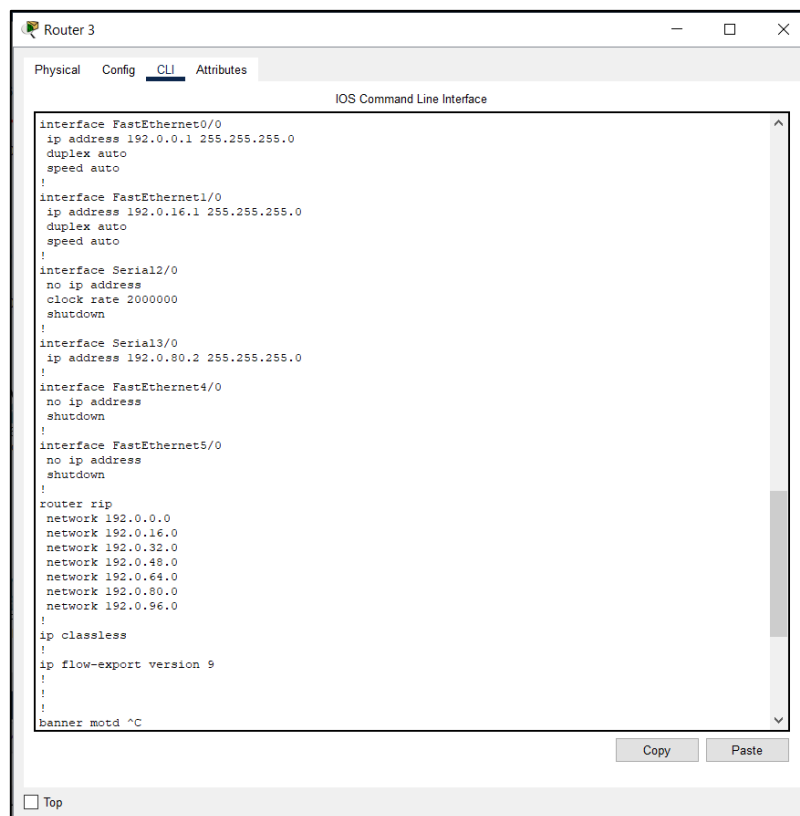 Router 3
Physical Config CLI Attributes
IOS Command Line Interface
interface FastEthernet0/0
 ip address 192.0.0.1 255.255.255.0
 duplex auto
 speed auto
!
interface FastEthernet1/0
 ip address 192.0.16.1 255.255.255.0
 duplex auto
 speed auto
!
interface Serial2/0
 no ip address
 clock rate 2000000
 shutdown
!
interface Serial3/0
 ip address 192.0.80.2 255.255.255.0
!
interface FastEthernet4/0
 no ip address
 shutdown
!
interface FastEthernet5/0
 no ip address
 shutdown
!
router rip
 network 192.0.0.0
 network 192.0.16.0
 network 192.0.32.0
 network 192.0.48.0
 network 192.0.64.0
 network 192.0.80.0
 network 192.0.96.0
!
ip classless
!
ip flow-export version 9
!
!
!
banner motd ^C
Copy Paste
Top